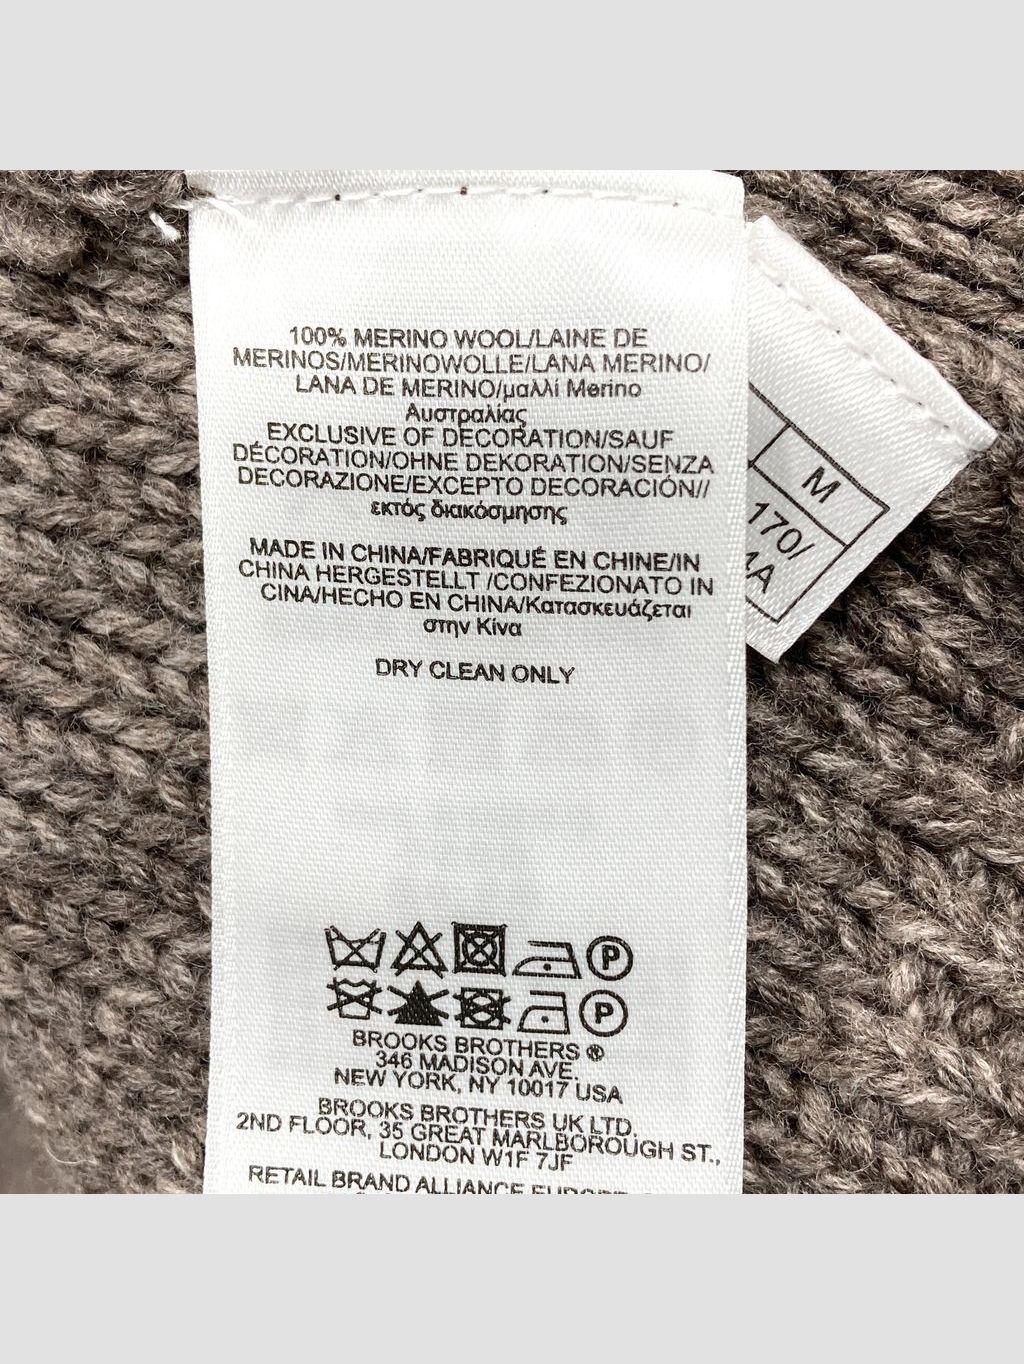 100% MERINO WOOL/LAINE DE
MERINOS/MERINOWOLLE/LANA MERINO/
LANA DE MERINO/μαλλί Merino
Αυστραλίας
EXCLUSIVE OF DECORATION/SAUF
DÉCORATION/OHNE DEKORATION/SENZA
DECORAZIONE/EXCEPTO DECORACIÓN//
εκτός διακόσμησης
MADE IN CHINA/FABRIQUÉ EN CHINE/IN
CHINA HERGESTELLT /CONFEZIONATO IN
CINA/HECHO EN CHINA/Κατασκευάζεται
στην Κίνα
DRY CLEAN ONLY
P
P
BROOKS BROTHERS ®
346 MADISON AVE.
NEW YORK, NY 10017 USA
BROOKS BROTHERS UK LTD.
2ND FLOOR, 35 GREAT MARLBOROUGH ST.,
LONDON W1F 7JF
RETAIL BRAND ALLIANCE
M
170/